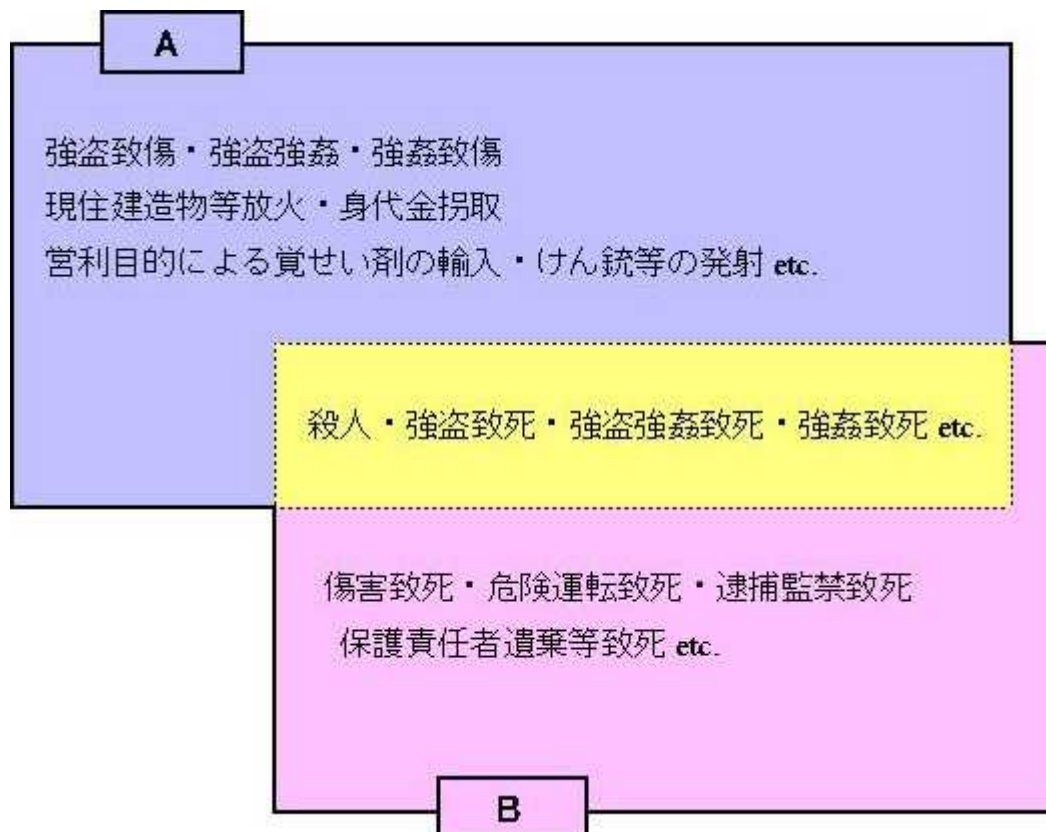 A
強盗致傷・強盗強姦・強姦致傷
現住建造物等放火・身代金拐取
営利目的による覚せい剤の輸入・けん銃等の発射 etc.
殺人・強盗致死・強盗強姦致死・強姦致死 etc.
傷害致死・危険運転致死・逮捕監禁致死
保護責任者遺棄等致死 etc.
B